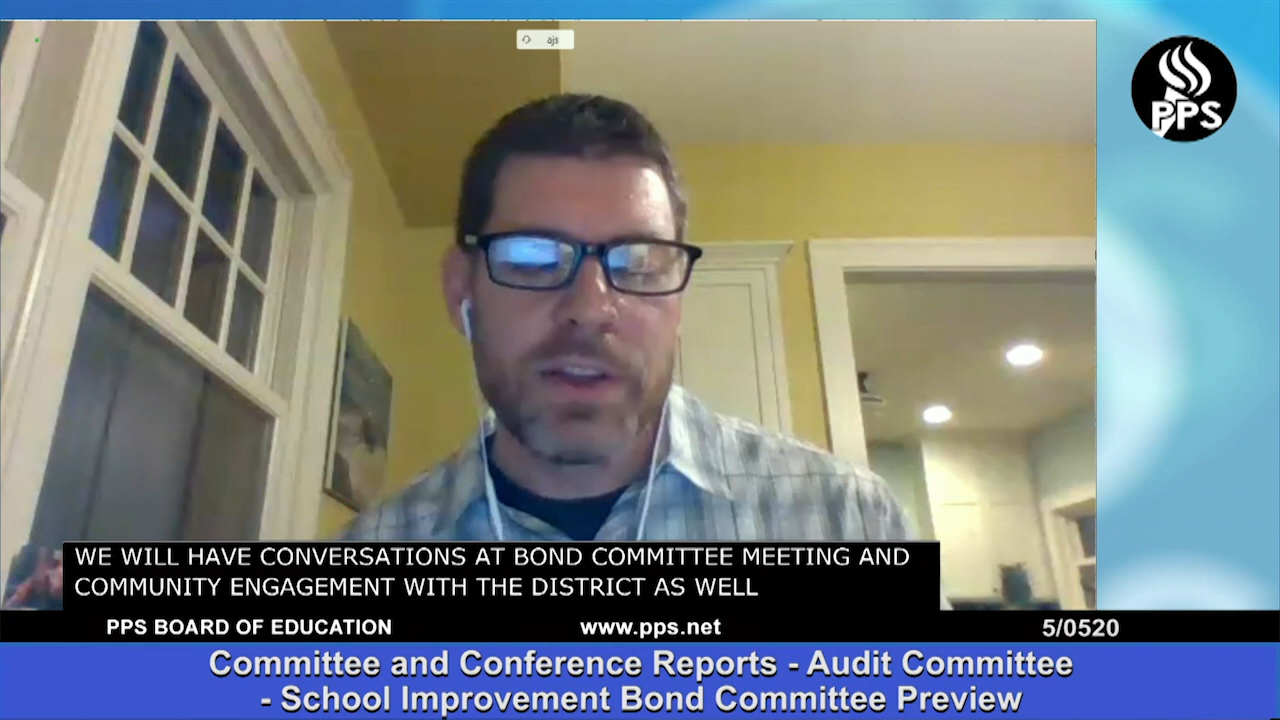 ajs
PPS
WE WILL HAVE CONVERSATIONS AT BOND COMMITTEE MEETING AND
COMMUNITY ENGAGEMENT WITH THE DISTRICT AS WELL
PPS BOARD OF EDUCATION www.pps.net 5/0520
Committee and Conference Reports - Audit Committee
- School Improvement Bond Committee Preview